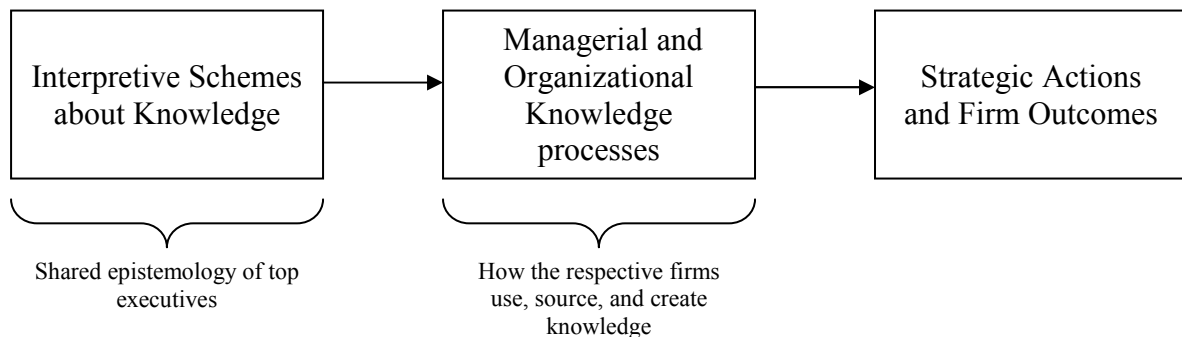 Interpretive Schemes
about Knowledge
Managerial and
Organizational
Knowledge
processes
Strategic Actions
and Firm Outcomes
Shared epistemology of top
executives
How the respective firms
use, source, and create
knowledge